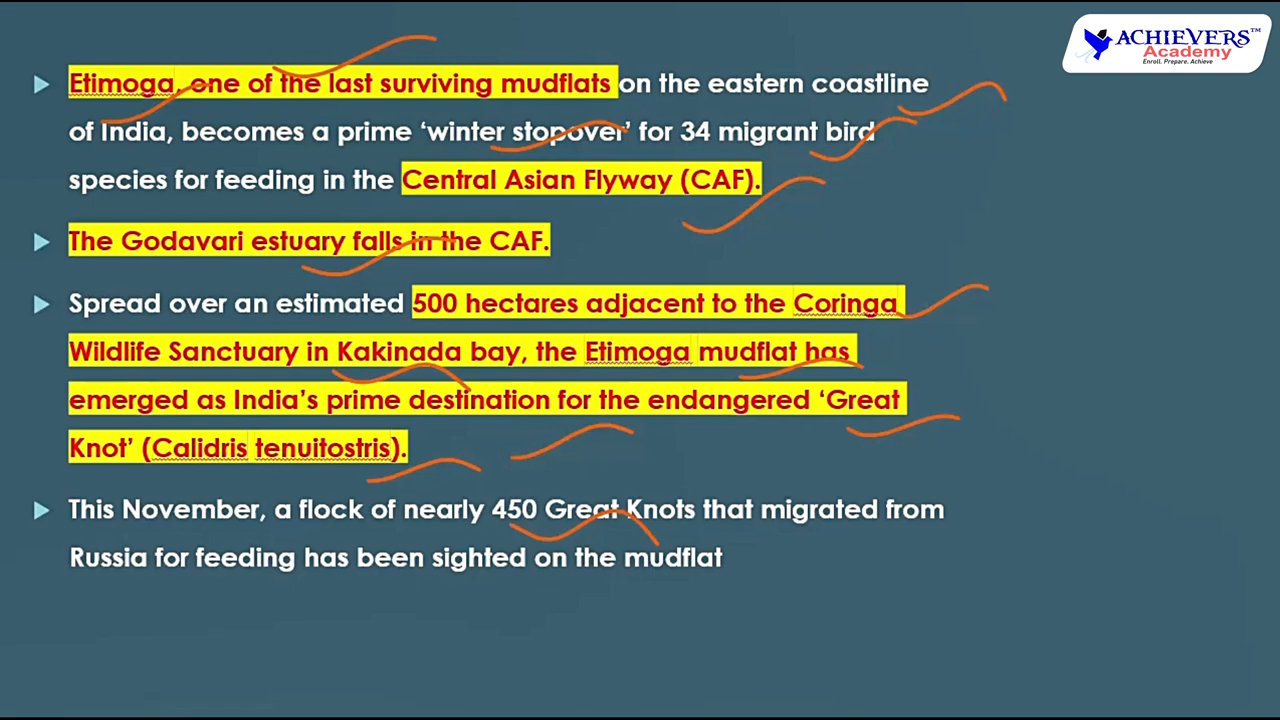 ACHIEVERS™
Academy
Enroll. Prepare. Achieve
Etimoga, one of the last surviving mudflats on the eastern coastline
of India, becomes a prime ‘winter stopover’ for 34 migrant bird
species for feeding in the Central Asian Flyway (CAF).
The Godavari estuary falls in the CAF.
Spread over an estimated 500 hectares adjacent to the Coringa
Wildlife Sanctuary in Kakinada bay, the Etimoga mudflat has
emerged as India’s prime destination for the endangered ‘Great
Knot’ (Calidris tenuitostris).
This November, a flock of nearly 450 Great Knots that migrated from
Russia for feeding has been sighted on the mudflat